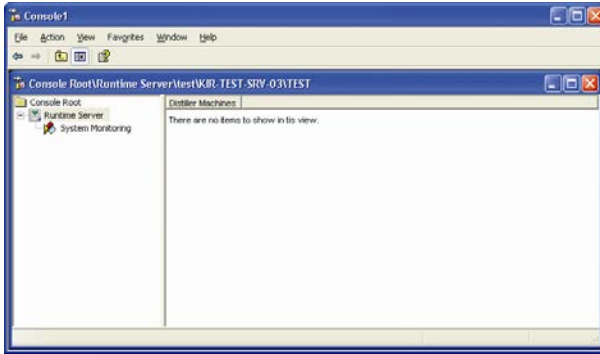 Console1
File Action View Favorites Window Help
Console Root\Runtime Server\test\KIR-TEST-SRV-03\TEST
Console Root
Runtime Server
System Monitoring
Distiller Machines
There are no items to show in tis view.